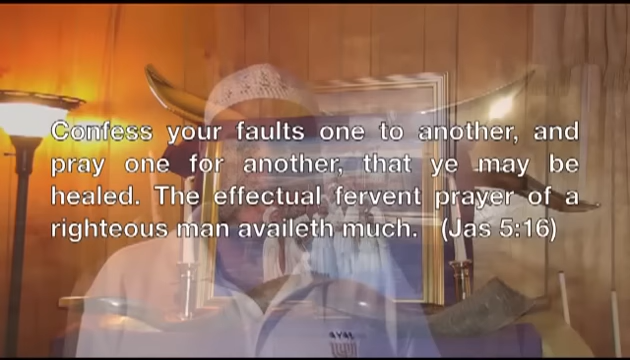 Confess your faults one to another, and
pray one for another, that ye may be
healed. The effectual fervent prayer of a
righteous man availeth much. (Jas 5:16)